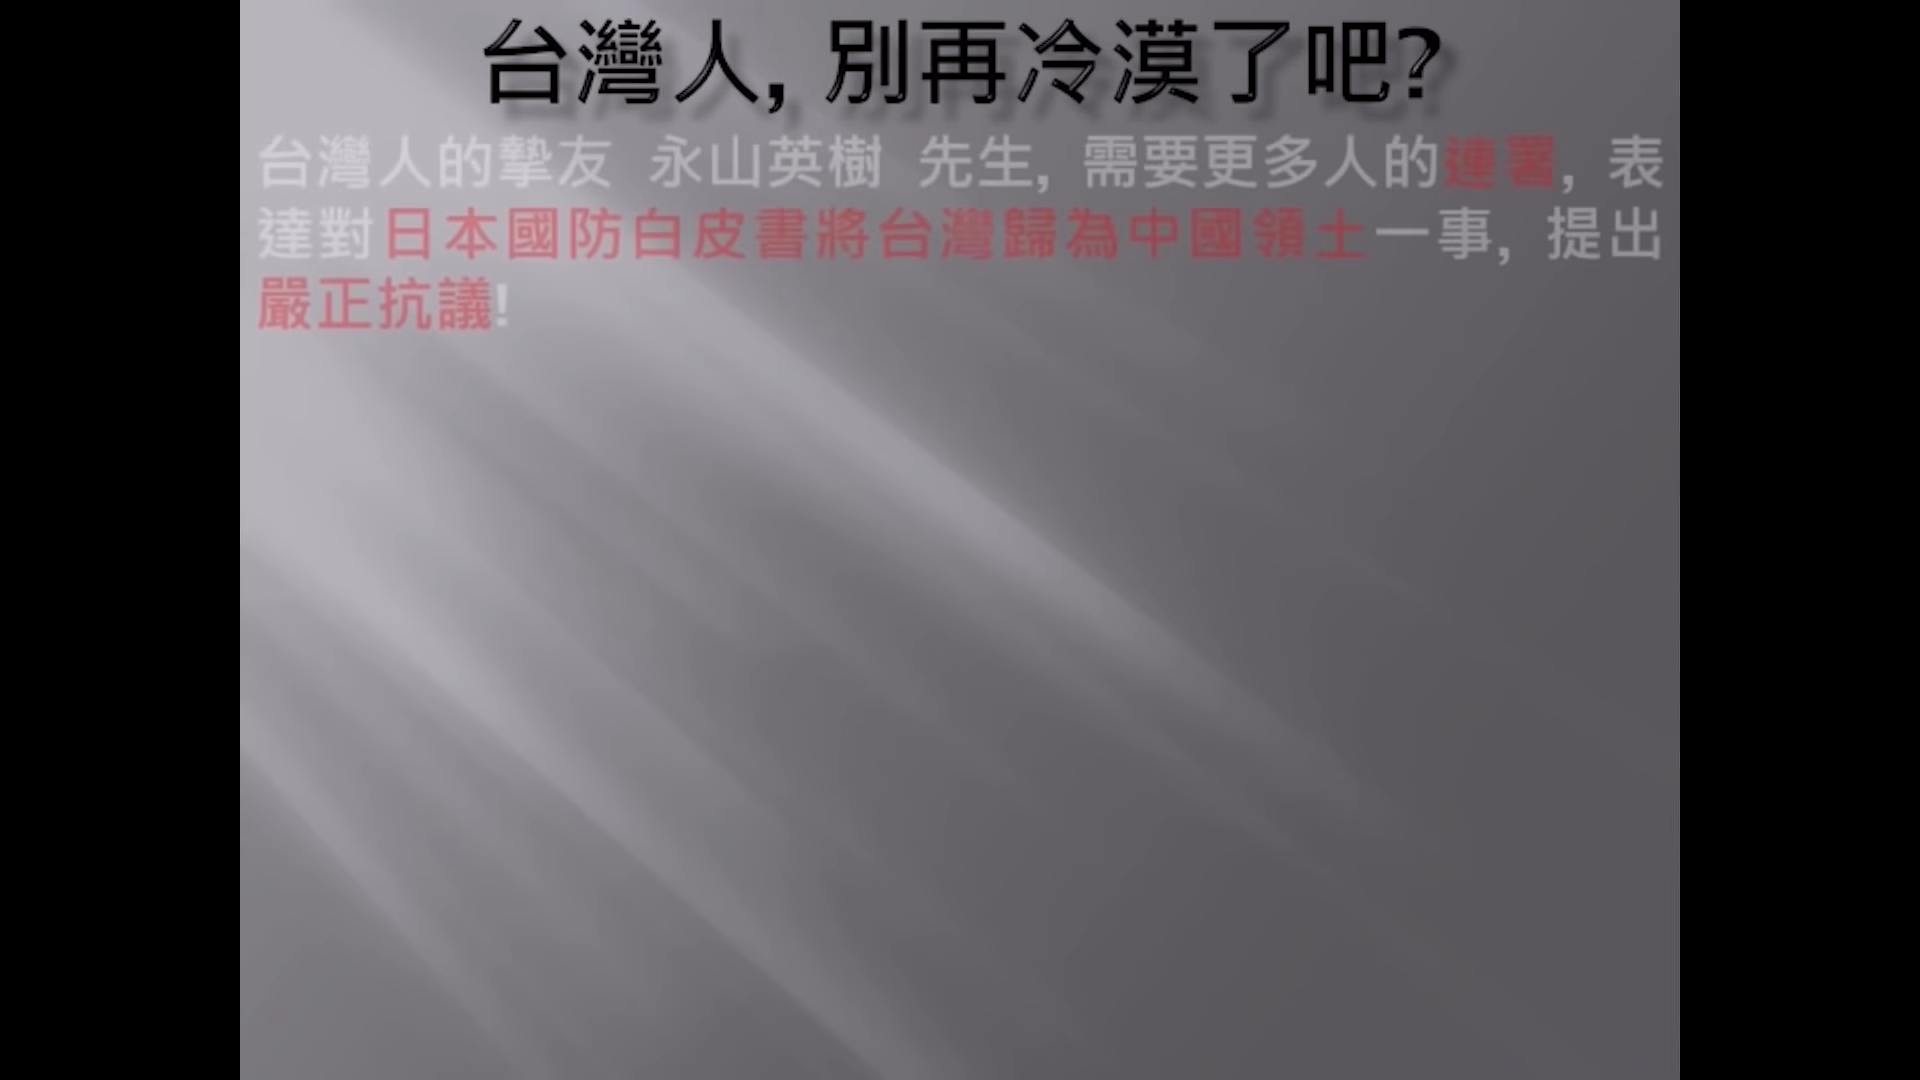 台灣人, 別再冷漠了吧?
台灣人的摯友 永山英樹 先生, 需要更多人的連署, 表
達對日本國防白皮書將台灣歸為中國領土一事, 提出
嚴正抗議!